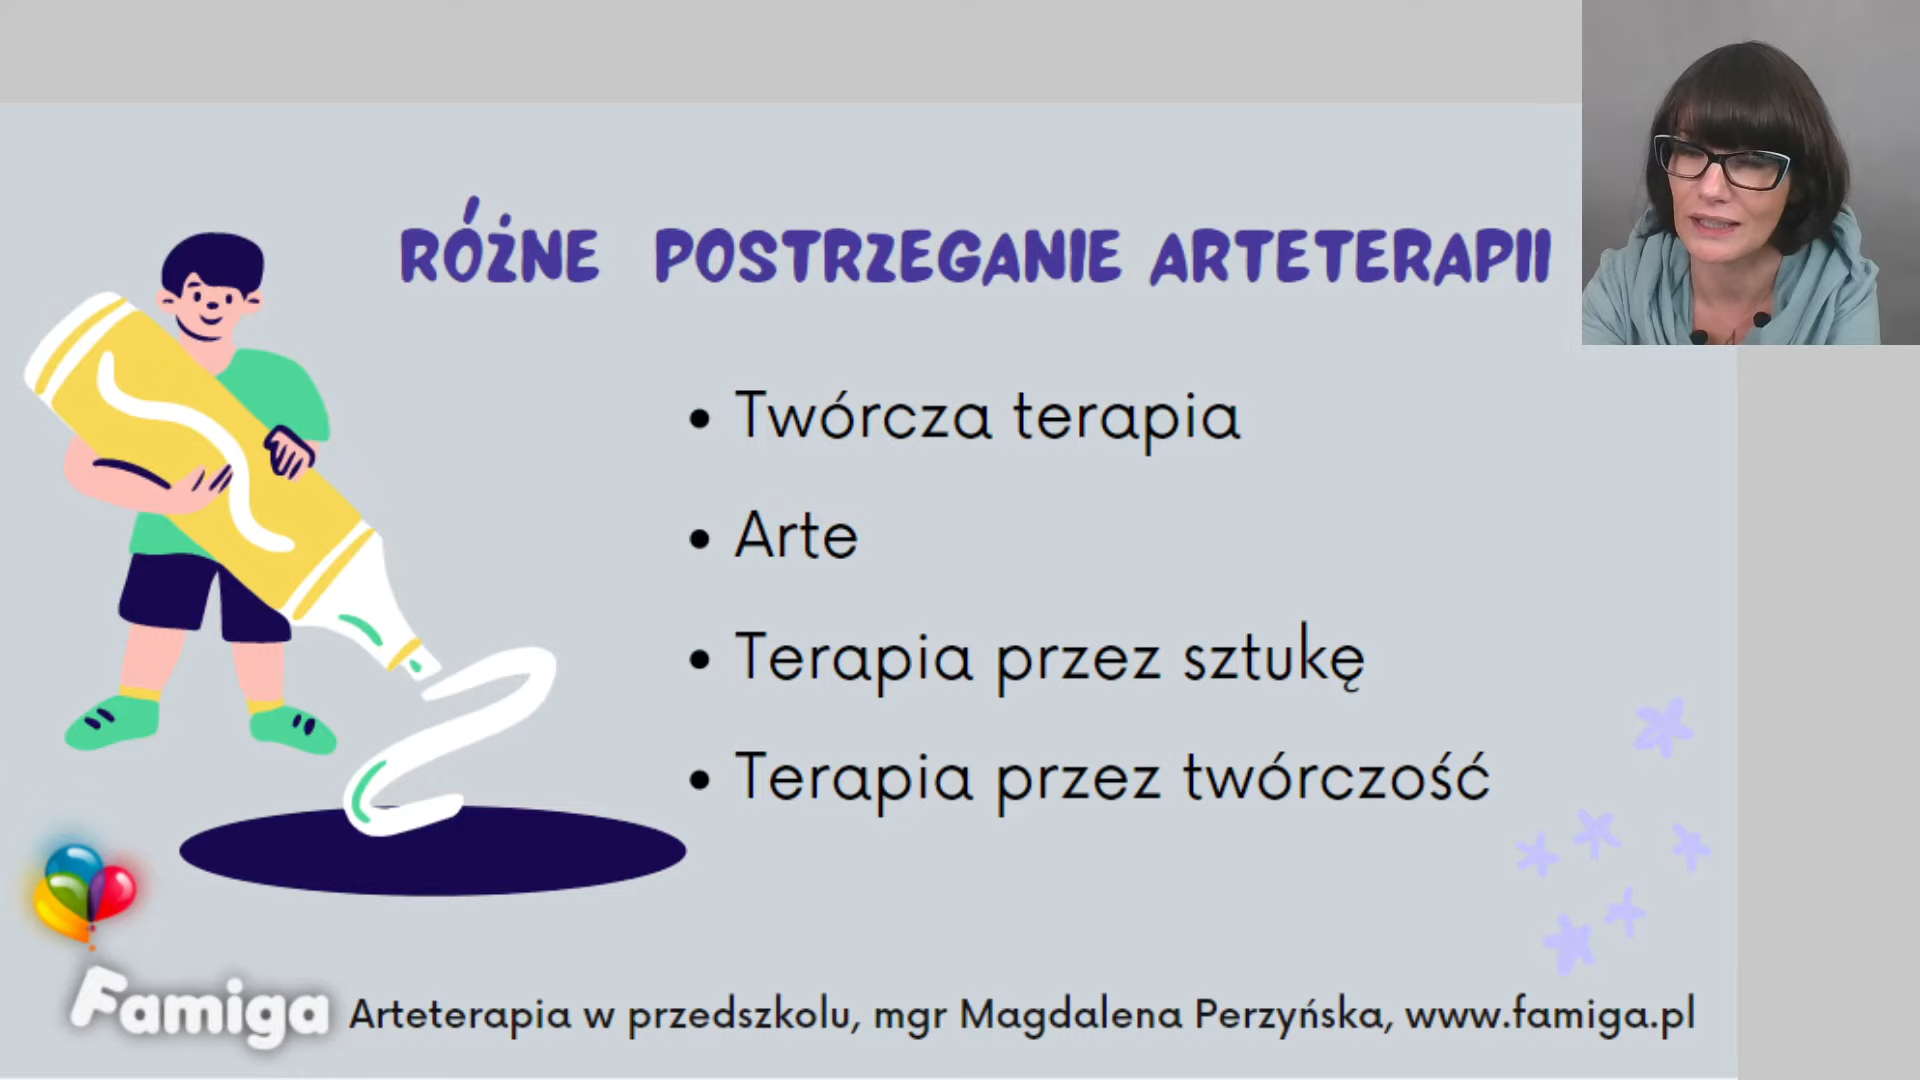 RÓŻNE POSTRZEGANIE ARTETERAPII
• Twórcza terapia
• Arte
• Terapia przez sztukę
• Terapia przez twórczość
Famiga
Arteterapia w przedszkolu, mgr Magdalena Perzyńska, www.famiga.pl